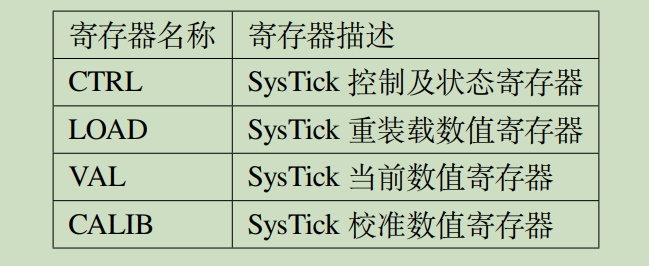 寄存器名称 寄存器描述
CTRL SysTick 控制及状态寄存器
LOAD SysTick 重装载数值寄存器
VAL SysTick 当前数值寄存器
CALIB SysTick 校准数值寄存器